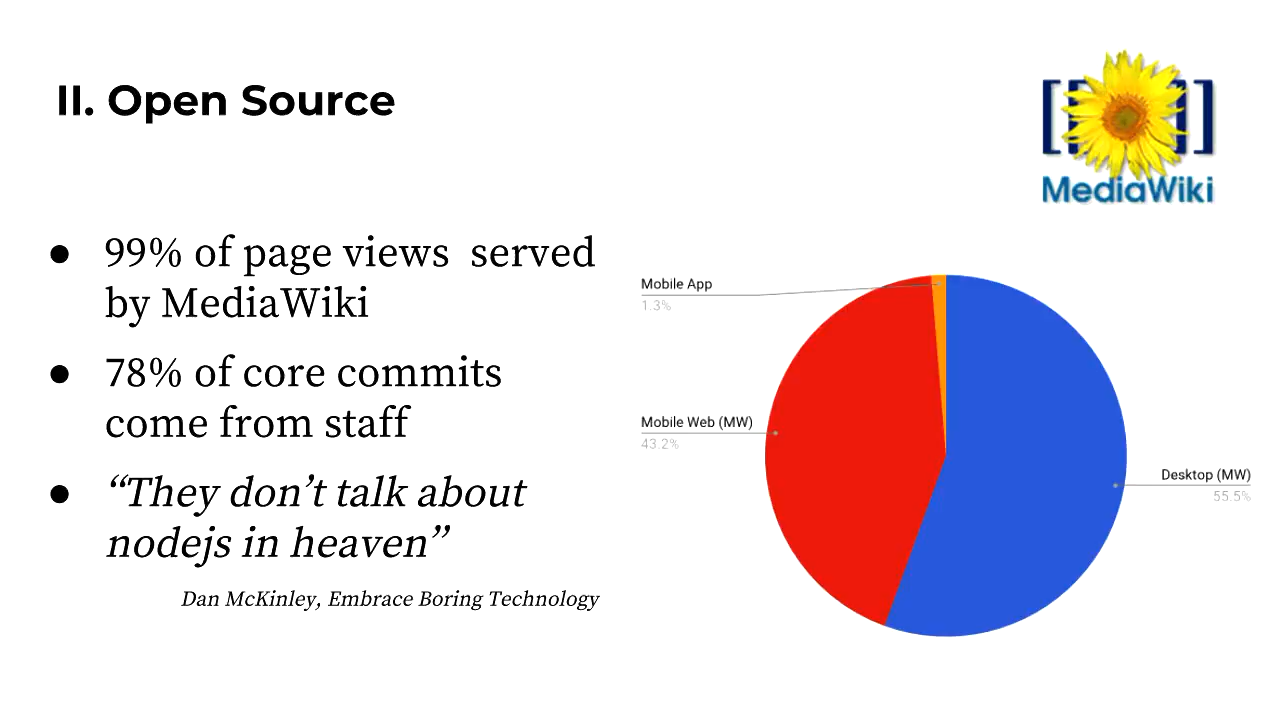 II. Open Source
[[ ]]
MediaWiki
● 99% of page views served
by MediaWiki
● 78% of core commits
come from staff
● “They don’t talk about
nodejs in heaven”
Dan McKinley, Embrace Boring Technology
Mobile App
1.3%
Mobile Web (MW)
43.2%
Desktop (MW)
55.5%